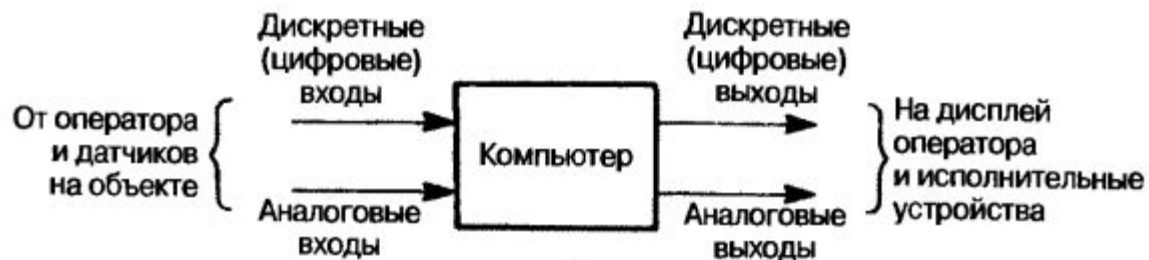 Дискретные
(цифровые)
входы
Дискретные
(цифровые)
выходы
От оператора
и датчиков
на объекте
Компьютер
На дисплей
оператора
и исполнительные
устройства
Аналоговые
входы
Аналоговые
выходы